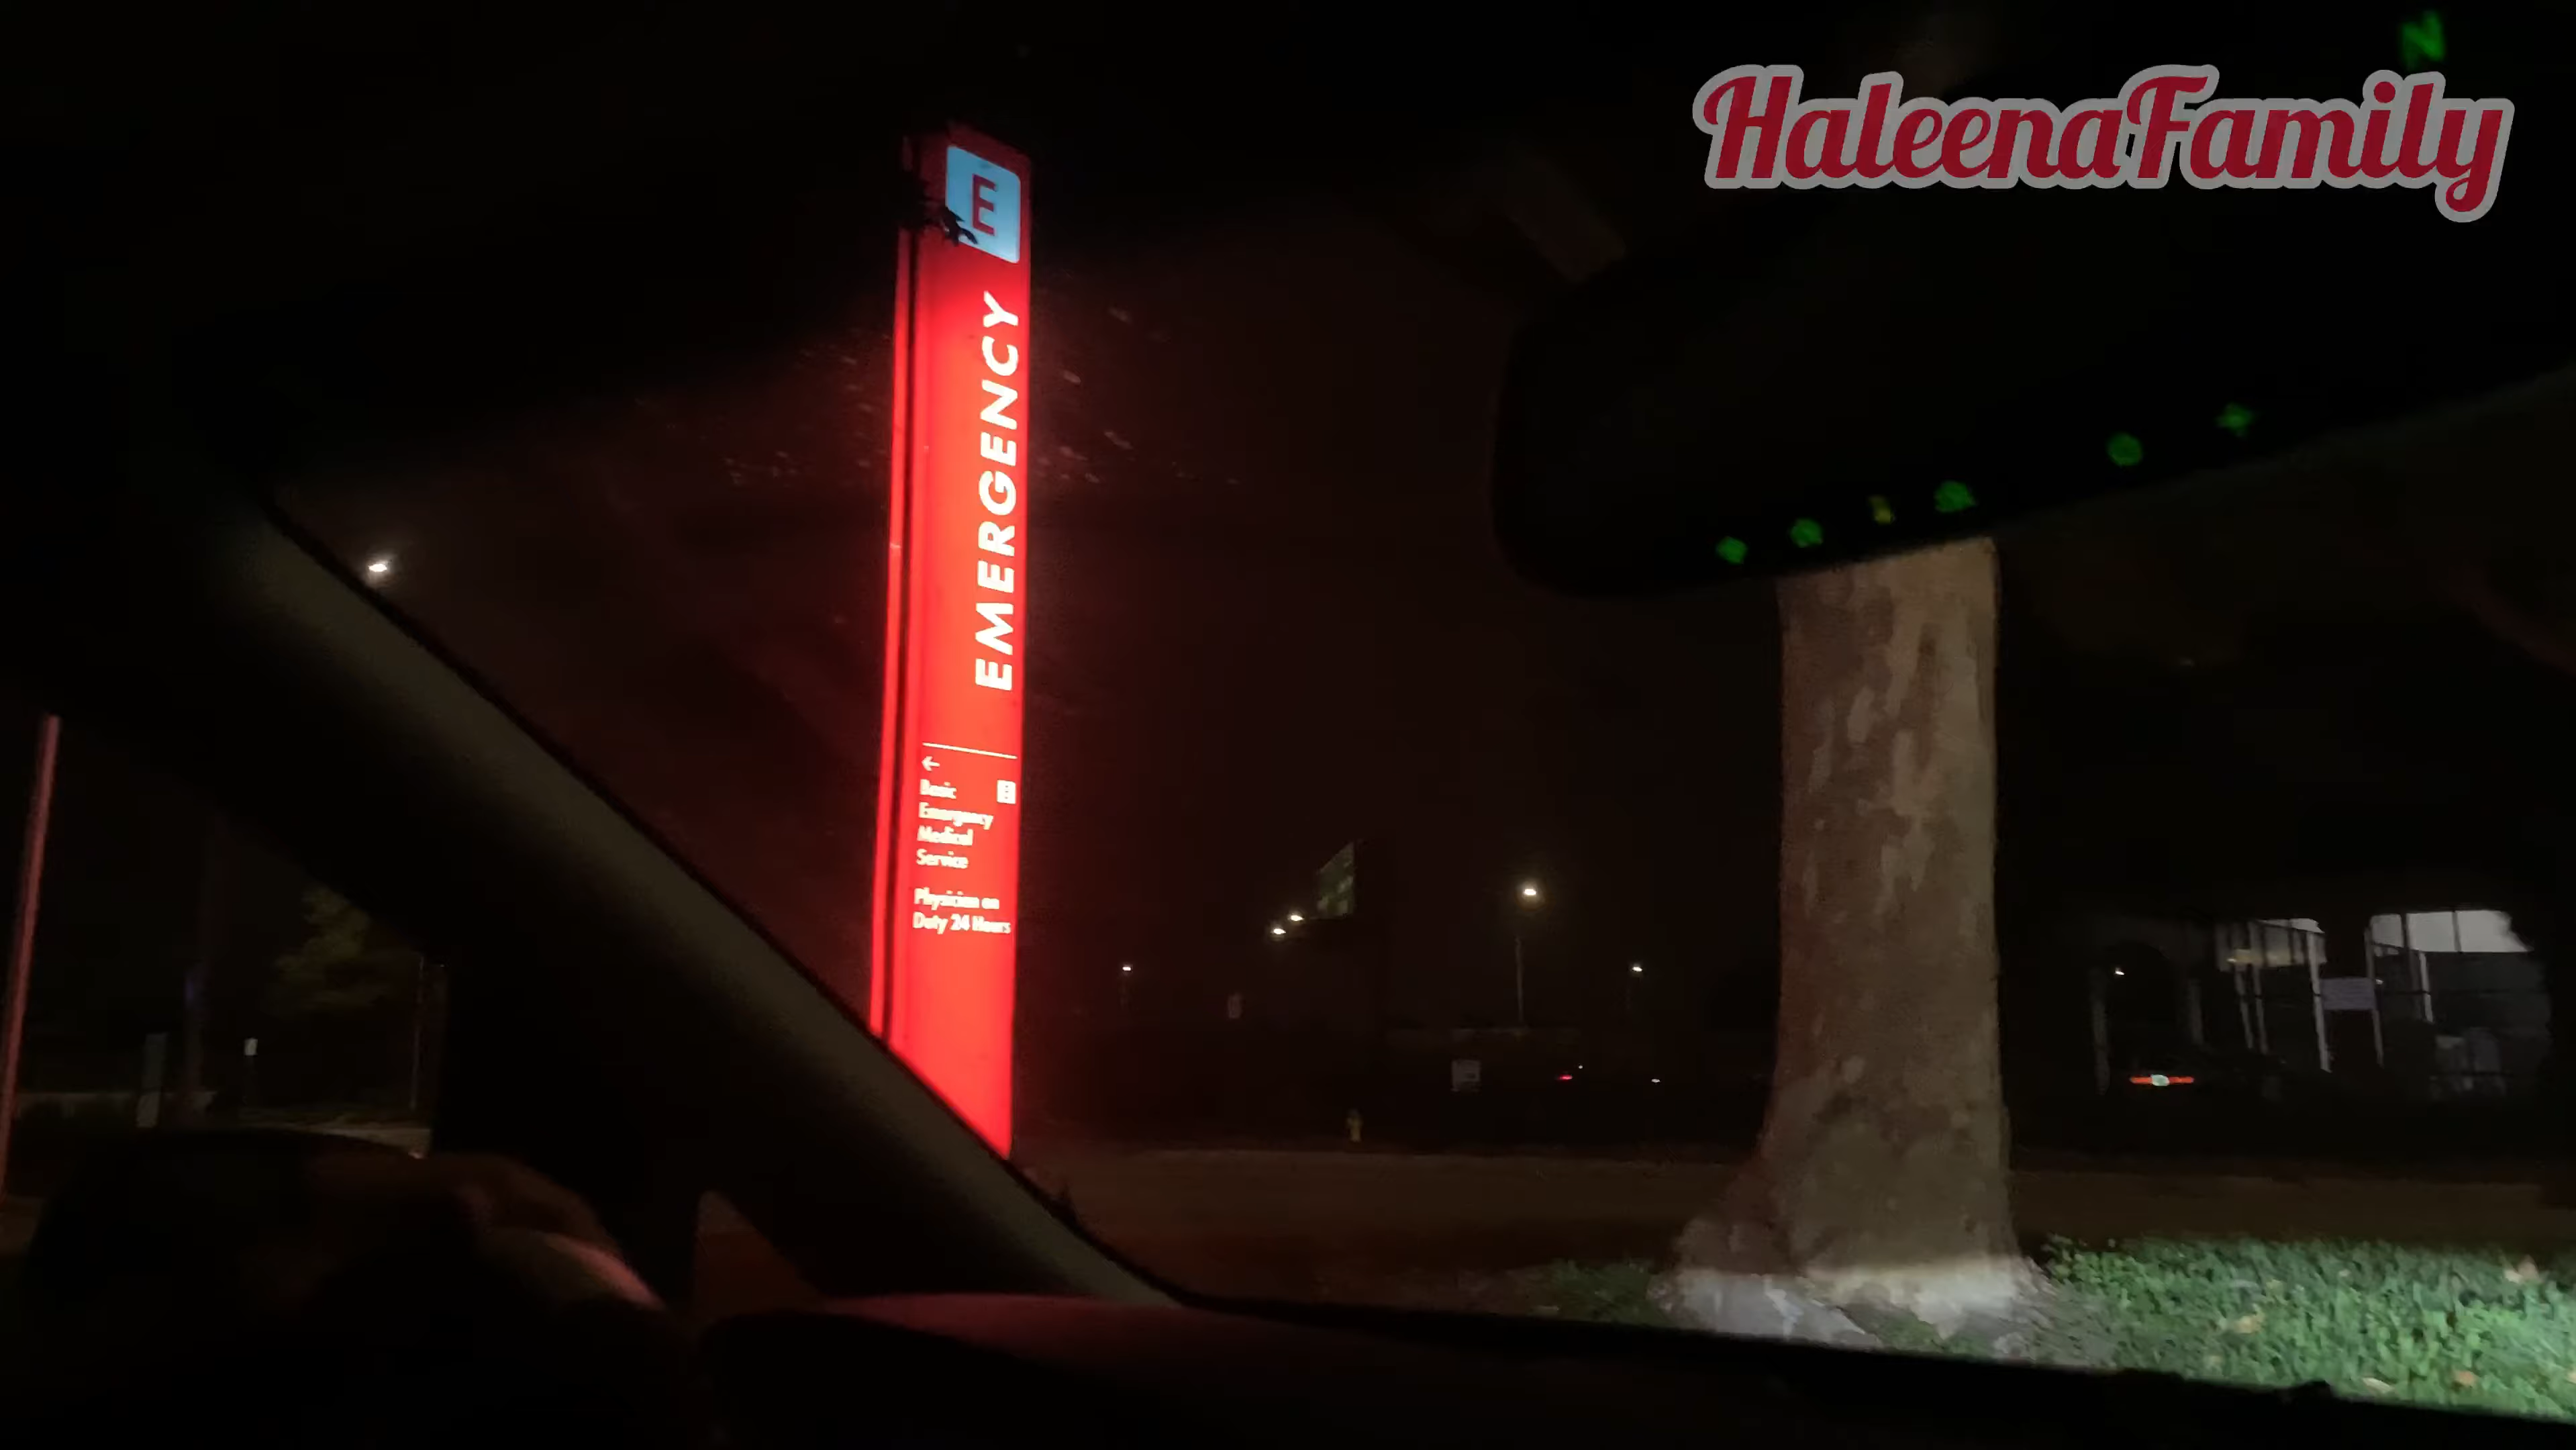 N
HaleenaFamily
E
EMERGENCY
←
Basic
E
Emergency
Medical
Service
Physician on
Duty 24 Hours